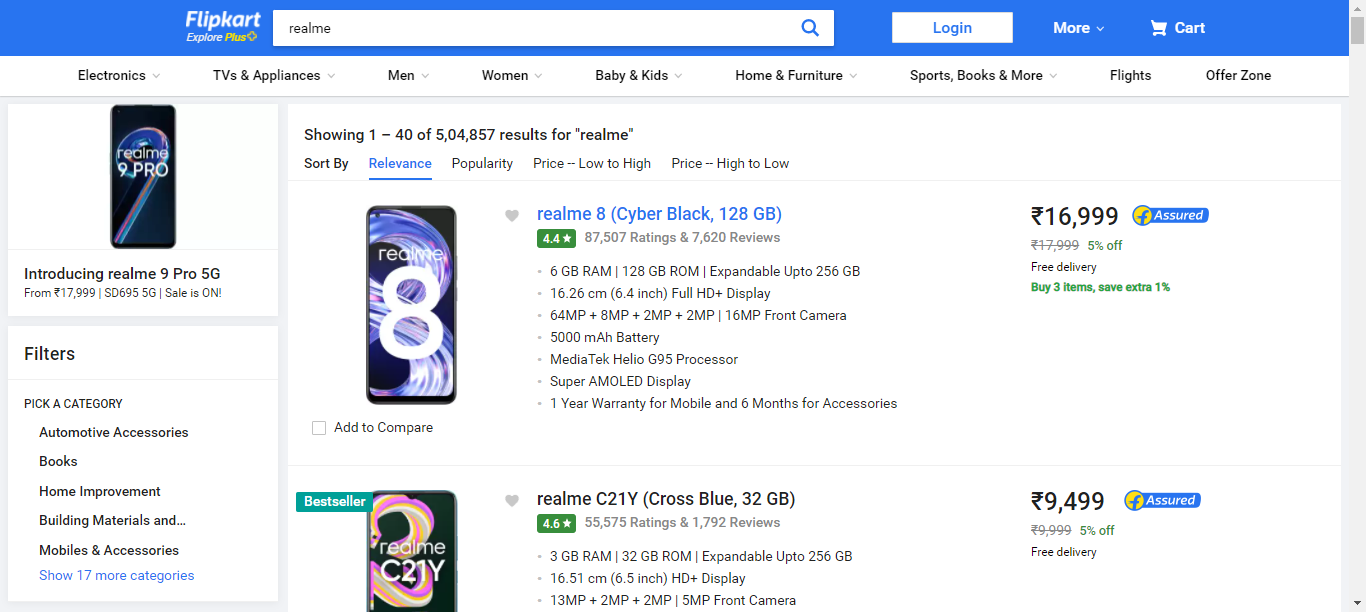 Flipkart
Explore Plus
realme
Login
More
Cart
Electronics
TVs & Appliances
Men
Women
Baby & Kids
Home & Furniture
Sports, Books & More
Flights
Offer Zone
realme
9 PRO
Introducing realme 9 Pro 5G
From ₹17,999 | SD695 5G | Sale is ON!
Filters
PICK A CATEGORY
Automotive Accessories
Books
Home Improvement
Building Materials and...
Mobiles & Accessories
Show 17 more categories
Showing 1 – 40 of 5,04,857 results for "realme"
Sort By Relevance Popularity Price -- Low to High Price -- High to Low
realme
8
Add to Compare
realme 8 (Cyber Black, 128 GB)
4.4 ★ 87,507 Ratings & 7,620 Reviews
6 GB RAM | 128 GB ROM | Expandable Upto 256 GB
16.26 cm (6.4 inch) Full HD+ Display
64MP + 8MP + 2MP + 2MP | 16MP Front Camera
5000 mAh Battery
MediaTek Helio G95 Processor
Super AMOLED Display
1 Year Warranty for Mobile and 6 Months for Accessories
₹16,999 Assured
₹17,999 5% off
Free delivery
Buy 3 items, save extra 1%
Bestseller
realme
C21Y
realme C21Y (Cross Blue, 32 GB)
4.6 ★ 55,575 Ratings & 1,792 Reviews
3 GB RAM | 32 GB ROM | Expandable Upto 256 GB
16.51 cm (6.5 inch) HD+ Display
13MP + 2MP + 2MP | 5MP Front Camera
₹9,499 Assured
₹9,999 5% off
Free delivery